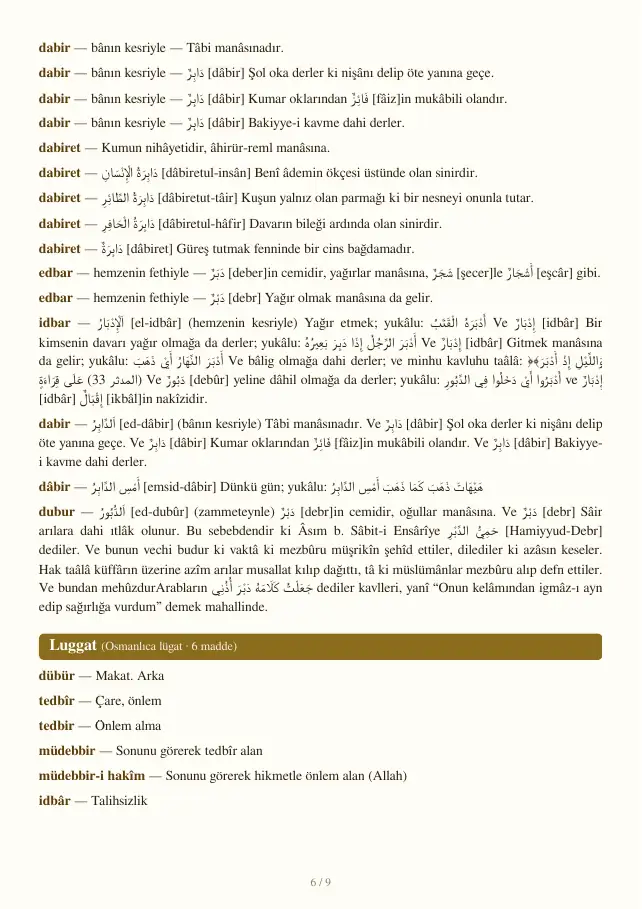 dabir — bânın kesriyle — Tâbi manâsınadır.
dabir — bânın kesriyle — دَابِرٌ [dâbir] Şol oka derler ki nişânı delip öte yanına geçe.
dabir — bânın kesriyle — دَابِرٌ [dâbir] Kumar oklarından فَائِزٌ [fâiz]in mukâbili olandır.
dabir — bânın kesriyle — دَابِرٌ [dâbir] Bakiyye-i kavme dahi derler.
dabiret — Kumun nihâyetidir, âhirür-reml manâsına.
dabiret — دَابِرَةُ الْإِنْسَانِ [dâbiretul-insân] Benî âdemin ökçesi üstünde olan sinirdir.
dabiret — دَابِرَةُ الطَّائِرِ [dâbiretut-tâir] Kuşun yalnız olan parmağı ki bir nesneyi onunla tutar.
dabiret — دَابِرَةُ الْحَافِرِ [dâbiretul-hâfir] Davarın bileği ardında olan sinirdir.
dabiret — دَابِرَةٌ [dâbiret] Güreş tutmak fenninde bir cins bağdamadır.
edbar — hemzenin fethiyle — دَبَرٌ [deber]in cemidir, yağırlar manâsına, شَجَرٌ [şecer]le أَشْجَارٌ [eşcâr] gibi.
edbar — hemzenin fethiyle — دَبْرٌ [debr] Yağır olmak manâsına da gelir.
idbar — اَلْإِدْبَارُ [el-idbâr] (hemzenin kesriyle) Yağır etmek; yukâlu: أَدْبَرَهُ الْقَتَبُ Ve إِدْبَارٌ [idbâr] Bir
kimsenin davarı yağır olmağa da derler; yukâlu: أَدْبَرَ الرَّجُلُ إِذَا دَبِرَ بَعِيرُهُ Ve إِدْبَارٌ [idbâr] Gitmek manâsına
da gelir; yukâlu: أَدْبَرَ النَّهَارُ أَيْ ذَهَبَ Ve bâlig olmağa dahi derler; ve minhu kavluhu taâlâ: ﴿وَاللَّيْلِ إِذْ أَدْبَرَ﴾
(المدثر 33) عَلَى قِرَاءَةٍ Ve دَبُورٌ [debûr] yeline dâhil olmağa da derler; yukâlu: أَدْبَرُوا أَيْ دَخَلُوا فِي الدَّبُورِ ve إِدْبَارٌ
[idbâr] إِقْبَالٌ [ikbâl]in nakîzidir.
dabir — اَلدَّابِرُ [ed-dâbir] (bânın kesriyle) Tâbi manâsınadır. Ve دَابِرٌ [dâbir] Şol oka derler ki nişânı delip
öte yanına geçe. Ve دَابِرٌ [dâbir] Kumar oklarından فَائِزٌ [fâiz]in mukâbili olandır. Ve دَابِرٌ [dâbir] Bakiyye-
i kavme dahi derler.
dâbir — أَمْسِ الدَّابِرُ [emsid-dâbir] Dünkü gün; yukâlu: هَيْهَاتَ ذَهَبَ كَمَا ذَهَبَ أَمْسِ الدَّابِرُ
dubur — اَلدُّبُورُ [ed-dubûr] (zammeteynle) دَبْرٌ [debr]in cemidir, oğullar manâsına. Ve دَبْرٌ [debr] Sâir
arılara dahi ıtlâk olunur. Bu sebebdendir ki Âsım b. Sâbit-i Ensârîye حَمِيُّ الدَّبْرِ [Hamiyyud-Debr]
dediler. Ve bunun vechi budur ki vaktâ ki mezbûru müşrikîn şehîd ettiler, dilediler ki azâsın keseler.
Hak taâlâ küffârın üzerine azîm arılar musallat kılıp dağıttı, tâ ki müslümânlar mezbûru alıp defn ettiler.
Ve bundan mehûzdurArabların جَعَلْتُ كَلَامَهُ دَبْرَ أُذُنِي dediler kavlleri, yanî “Onun kelâmından igmâz-ı ayn
edip sağırlığa vurdum” demek mahallinde.
Luggat (Osmanlıca lügat · 6 madde)
dübür — Makat. Arka
tedbîr — Çare, önlem
tedbir — Önlem alma
müdebbir — Sonunu görerek tedbîr alan
müdebbir-i hakîm — Sonunu görerek hikmetle önlem alan (Allah)
idbâr — Talihsizlik
6 / 9